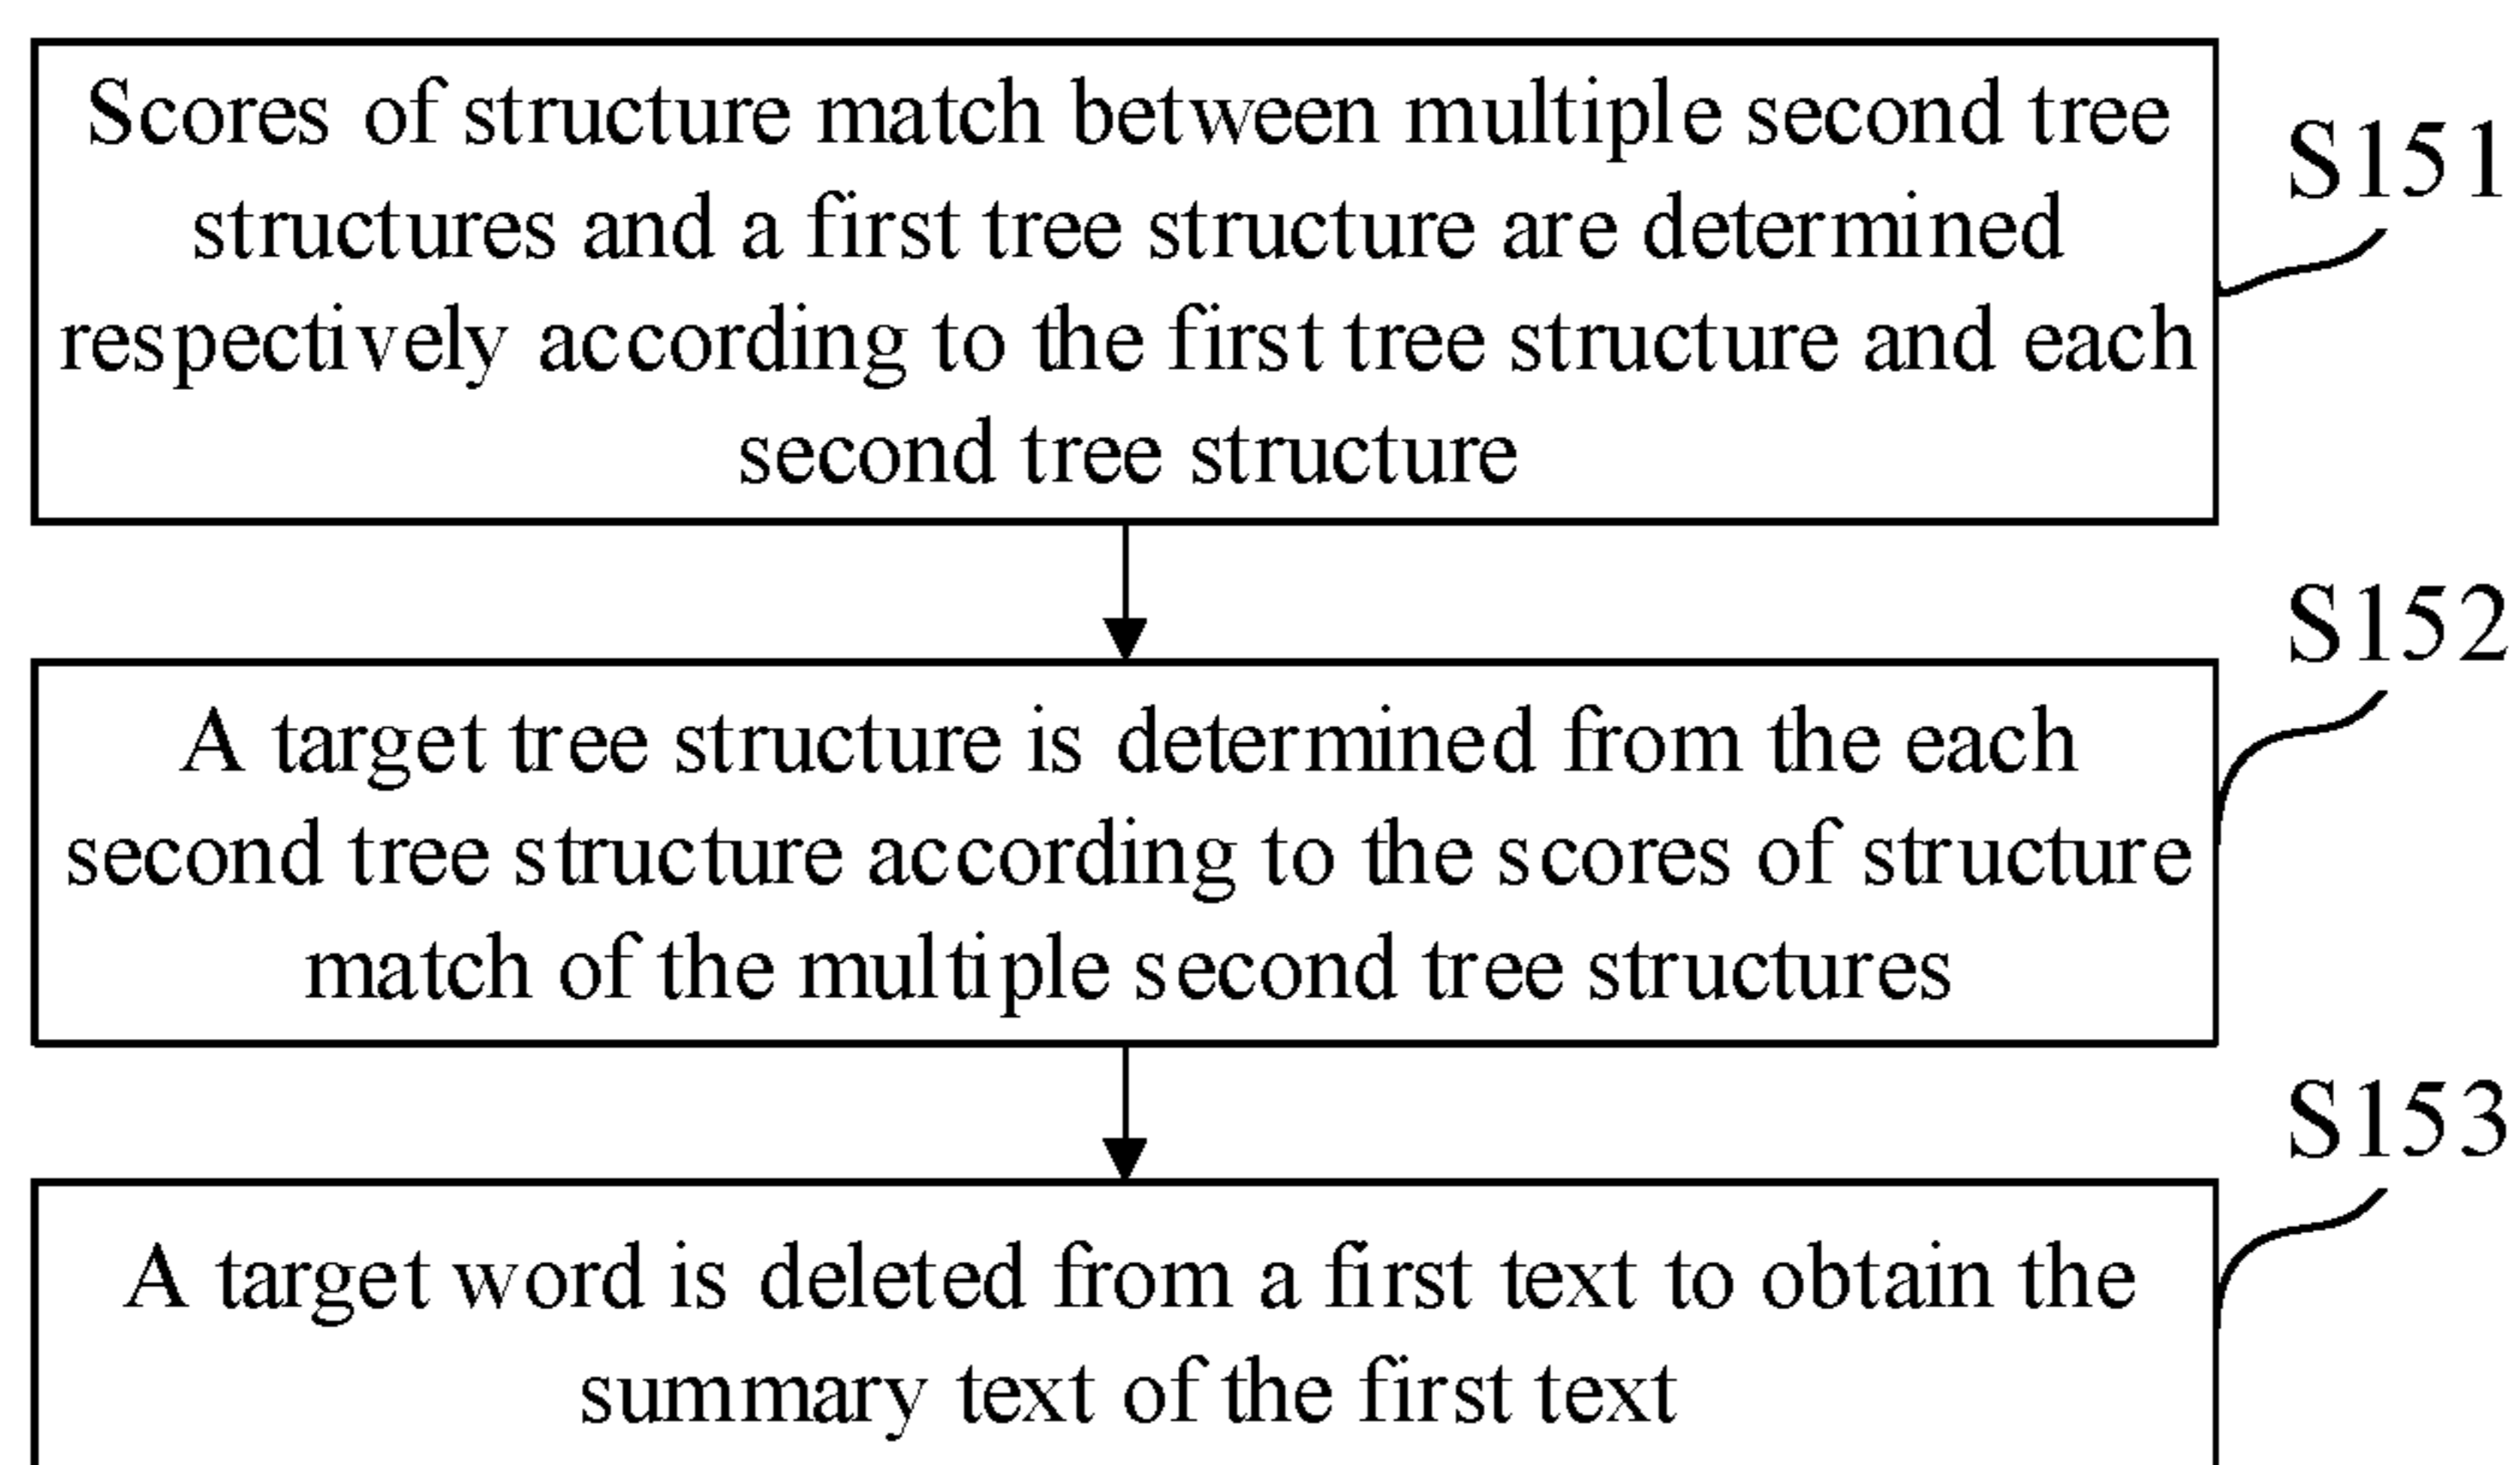 Scores of structure match between multiple second tree
structures and a first tree structure are determined
respectively according to the first tree structure and each
second tree structure
S151
A target tree structure is determined from the each
second tree structure according to the scores of structure
match of the multiple second tree structures
S152
A target word is deleted from a first text to obtain the
summary text of the first text
S153